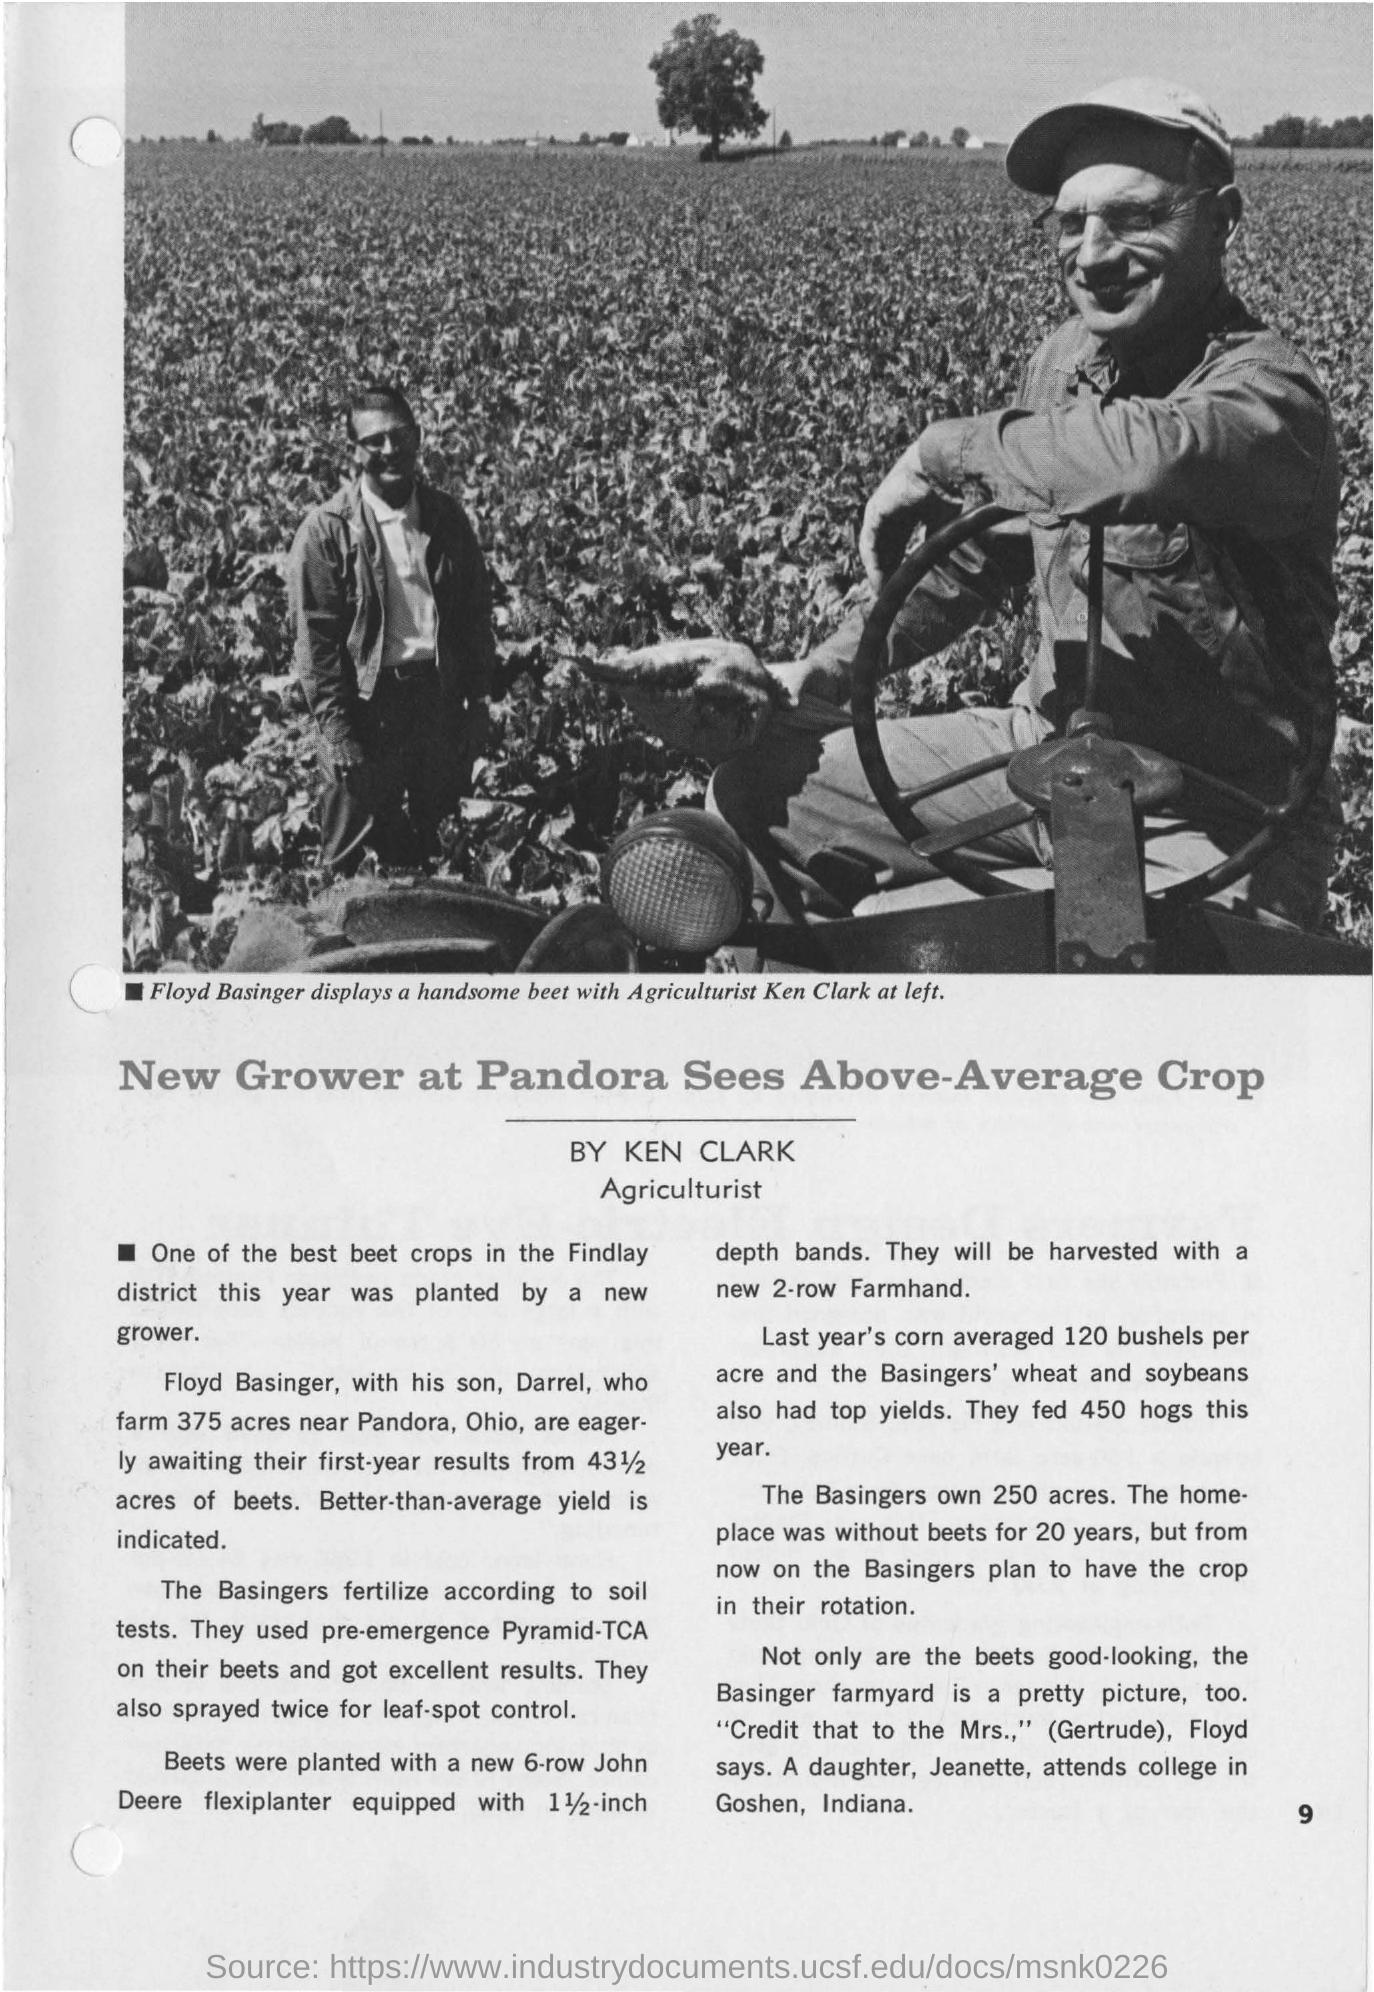 ■ Floyd Basinger displays a handsome beet with Agriculturist Ken Clark at left.
New Grower at Pandora Sees Above-Average Crop
BY KEN CLARK
Agriculturist
■ One of the best beet crops in the Findlay
district this year was planted by a new
grower.
Floyd Basinger, with his son, Darrel, who
farm 375 acres near Pandora, Ohio, are eager-
ly awaiting their first-year results from 43½
acres of beets. Better-than-average yield is
indicated.
The Basingers fertilize according to soil
tests. They used pre-emergence Pyramid-TCA
on their beets and got excellent results. They
also sprayed twice for leaf-spot control.
Beets were planted with a new 6-row John
Deere flexiplanter equipped with 1½-inch
depth bands. They will be harvested with a
new 2-row Farmhand.
Last year's corn averaged 120 bushels per
acre and the Basingers' wheat and soybeans
also had top yields. They fed 450 hogs this
year.
The Basingers own 250 acres. The home-
place was without beets for 20 years, but from
now on the Basingers plan to have the crop
in their rotation.
Not only are the beets good-looking, the
Basinger farmyard is a pretty picture, too.
"Credit that to the Mrs.," (Gertrude), Floyd
says. A daughter, Jeanette, attends college in
Goshen, Indiana.
9
Source: https://www.industrydocuments.ucsf.edu/docs/msnk0226